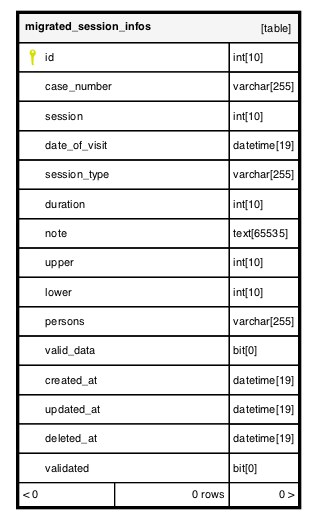 migrated_session_infos [table]
id int[10]
case_number varchar[255]
session int[10]
date_of_visit datetime[19]
session_type varchar[255]
duration int[10]
note text[65535]
upper int[10]
lower int[10]
persons varchar[255]
valid_data bit[0]
created_at datetime[19]
updated_at datetime[19]
deleted_at datetime[19]
validated bit[0]
< 0 0 rows 0 >